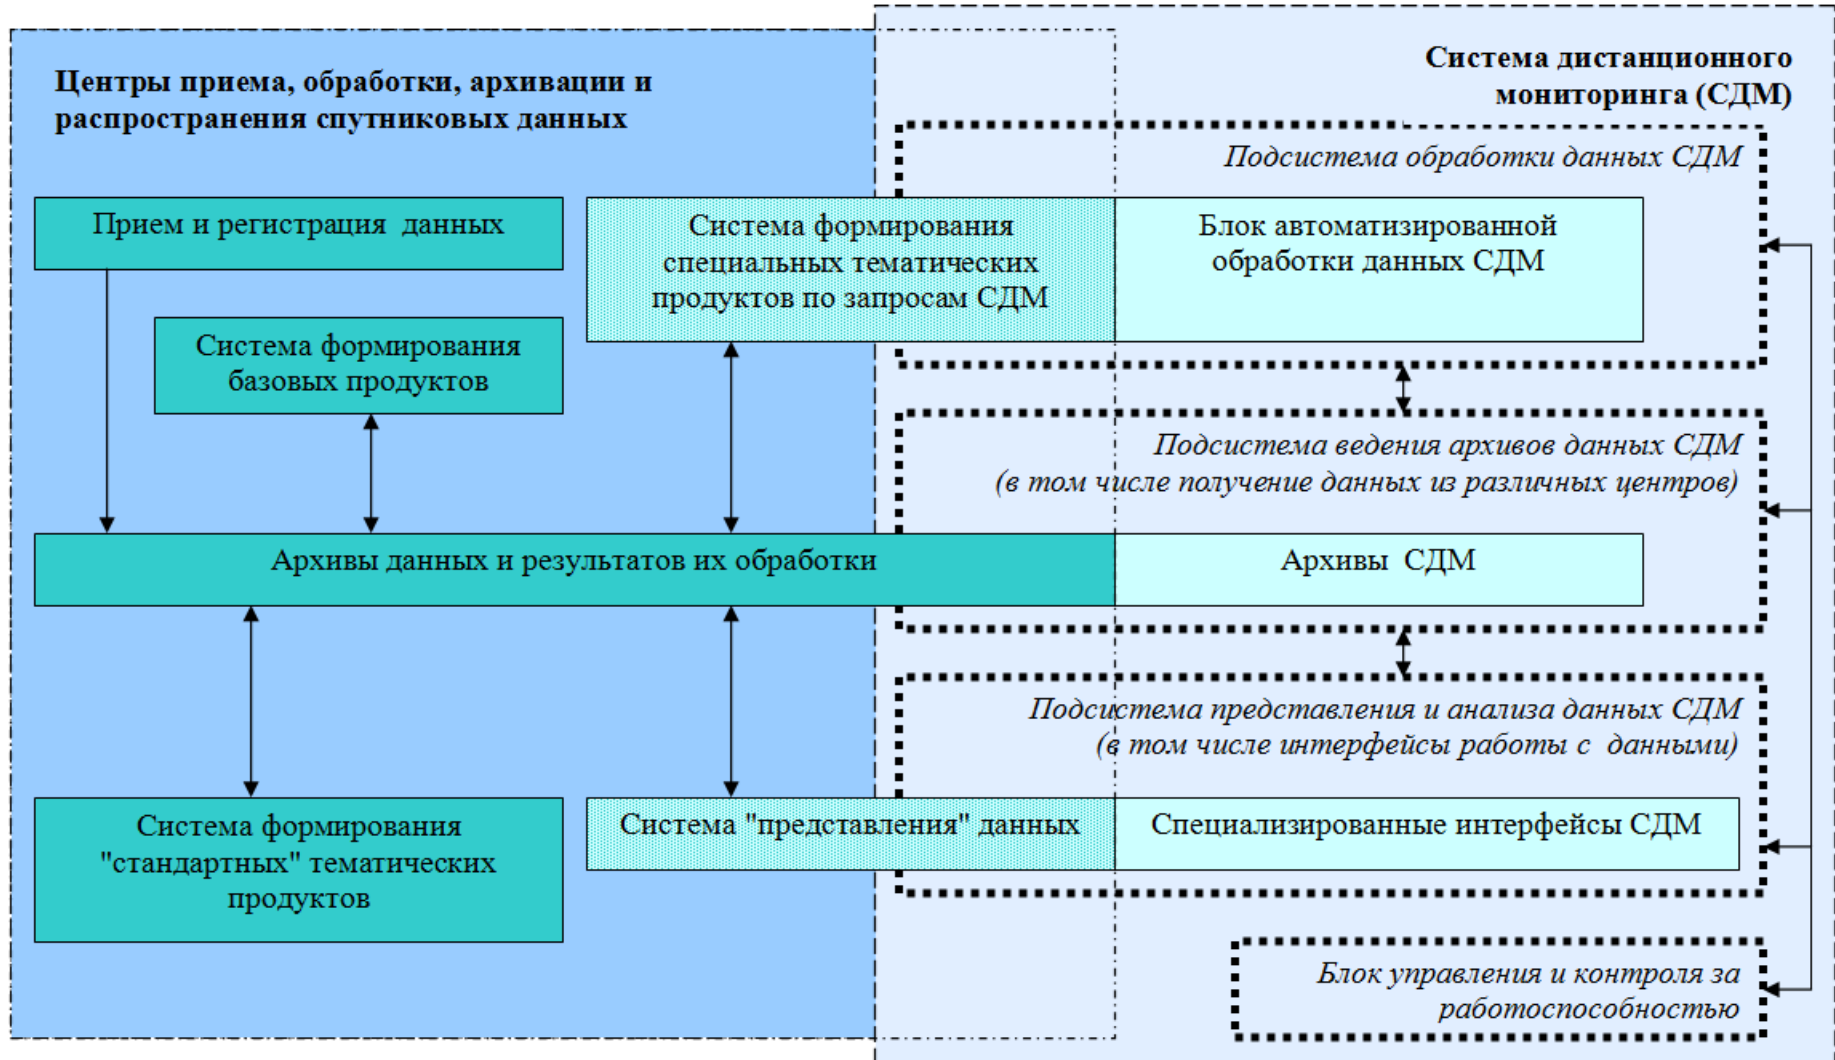 Центры приема, обработки, архивации и
распространения спутниковых данных
Система дистанционного
мониторинга (СДМ)
Подсистема обработки данных СДМ
Прием и регистрация данных
Система формирования
специальных тематических
продуктов по запросам СДМ
Блок автоматизированной
обработки данных СДМ
Система формирования
базовых продуктов
Подсистема ведения архивов данных СДМ
(в том числе получение данных из различных центров)
Архивы данных и результатов их обработки
Архивы СДМ
Подсистема представления и анализа данных СДМ
(в том числе интерфейсы работы с данными)
Система формирования
"стандартных" тематических
продуктов
Система "представления" данных
Специализированные интерфейсы СДМ
Блок управления и контроля за
работоспособностью